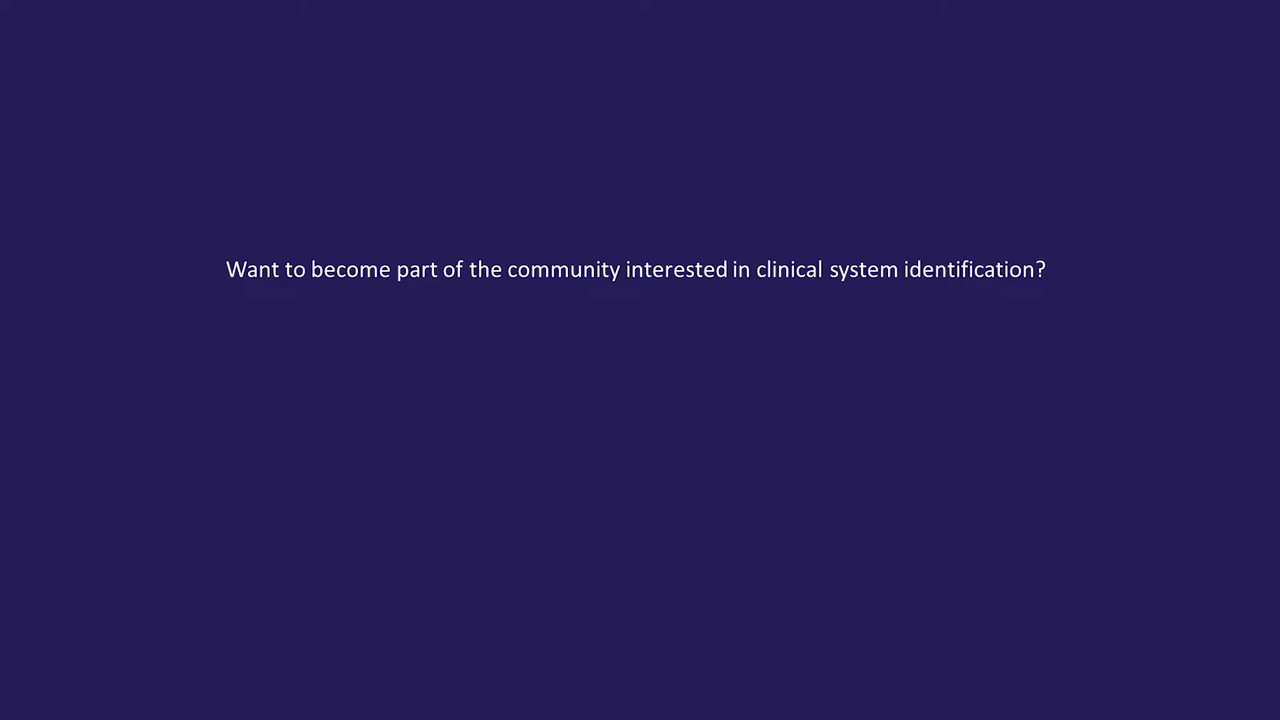 Want to become part of the community interested in clinical system identification?